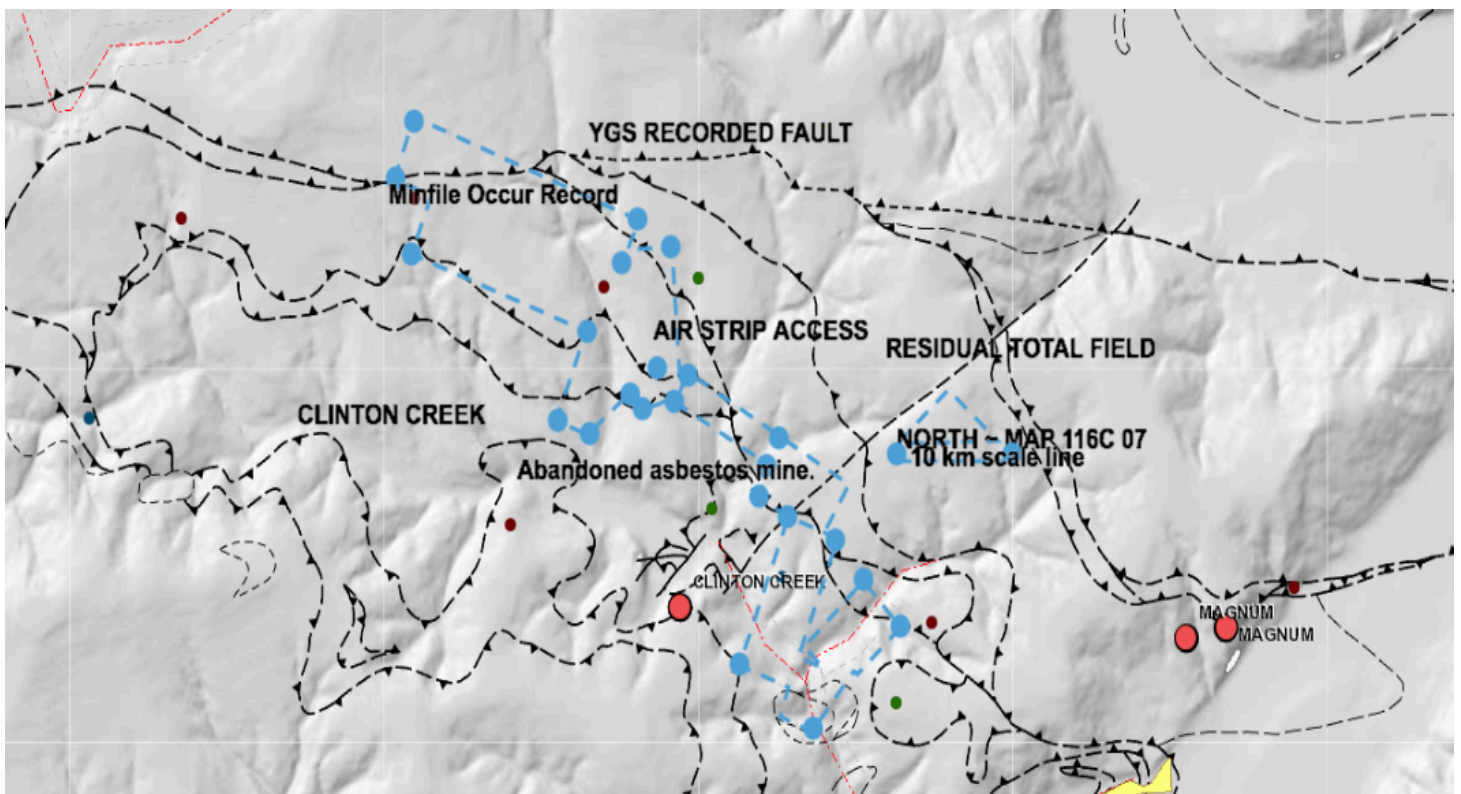 YGS RECORDED FAULT
Minfile Occur Record
AIR STRIP ACCESS
RESIDUAL TOTAL FIELD
CLINTON CREEK
NORTH ~ MAP 116C 07
10 km scale line
Abandoned asbestos mine.
CLINTON CREEK
MAGNUM
MAGNUM